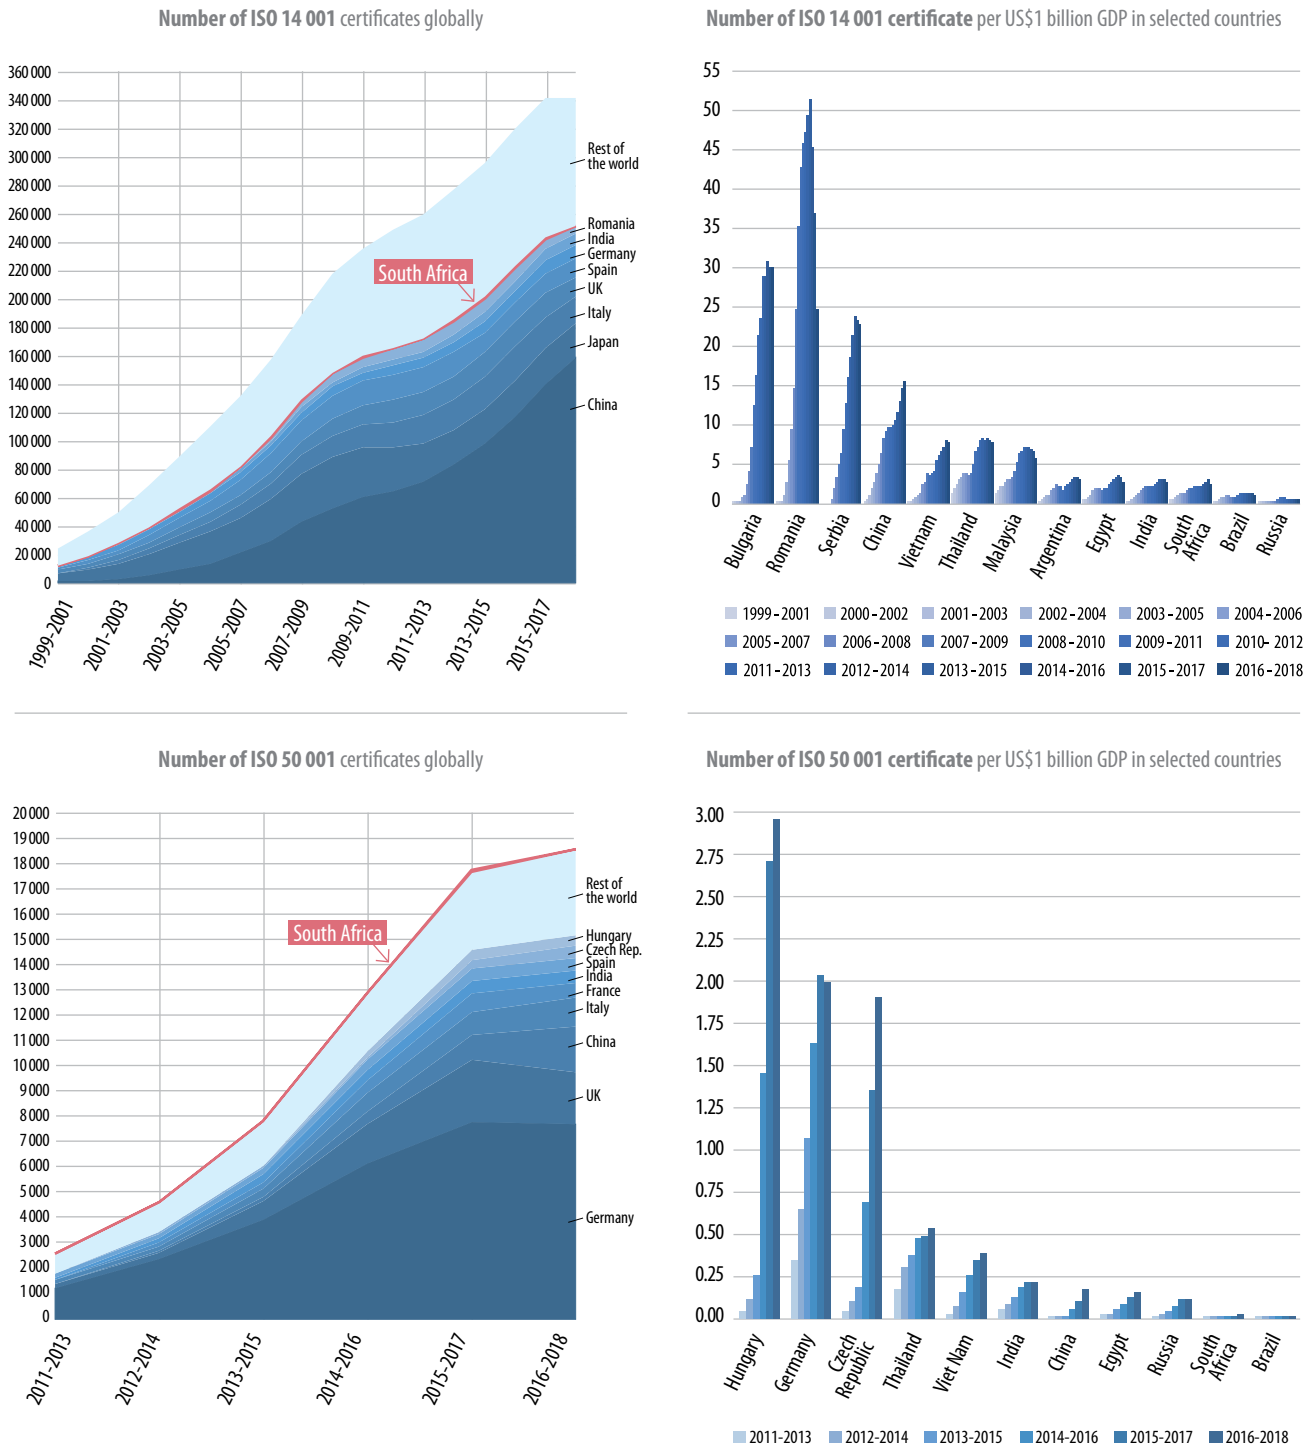 Number of ISO 14 001 certificates globally
360 000
340 000
320 000
300 000
280 000
260 000
240 000
220 000
200 000
180 000
160 000
140 000
120 000
100 000
80 000
60 000
40 000
20 000
0
Rest of
the world
Romania
India
Germany
Spain
UK
Italy
Japan
China
South Africa
1999-2001
2001-2003
2003-2005
2005-2007
2007-2009
2009-2011
2011-2013
2013-2015
2015-2017
Number of ISO 14 001 certificate per US$1 billion GDP in selected countries
55
50
45
40
35
30
25
20
15
10
5
0
Bulgaria
Romania
Serbia
China
Vietnam
Thailand
Malaysia
Argentina
Egypt
India
South
Africa
Brazil
Russia
1999-2001 2000-2002 2001-2003 2002-2004 2003-2005 2004-2006
2005-2007 2006-2008 2007-2009 2008-2010 2009-2011 2010- 2012
2011-2013 2012-2014 2013-2015 2014-2016 2015-2017 2016-2018
Number of ISO 50 001 certificates globally
20 000
19 000
18 000
17 000
16 000
15 000
14 000
13 000
12 000
11 000
10 000
9 000
8 000
7 000
6 000
5 000
4 000
3 000
2 000
1 000
0
Rest of
the world
Hungary
Czech Rep.
Spain
India
France
Italy
China
UK
Germany
South Africa
2011-2013
2012-2014
2013-2015
2014-2016
2015-2017
2016-2018
Number of ISO 50 001 certificate per US$1 billion GDP in selected countries
3.00
2.75
2.50
2.25
2.00
1.75
1.50
1.25
1.00
0.75
0.50
0.25
0.00
Hungary
Germany
Czech
Republic
Thailand
Viet Nam
India
China
Egypt
Russia
South
Africa
Brazil
2011-2013 2012-2014 2013-2015 2014-2016 2015-2017 2016-2018